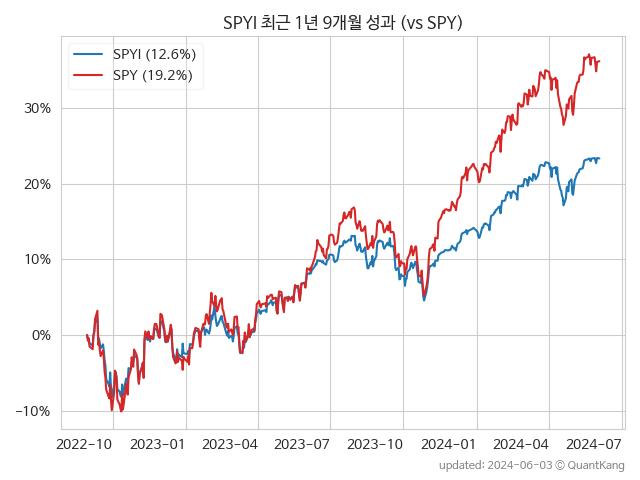 SPYI 최근 1년 9개월 성과 (vs SPY)
SPYI (12.6%)
SPY (19.2%)
30%
20%
10%
0%
−10%
2022-10 2023-01 2023-04 2023-07 2023-10 2024-01 2024-04 2024-07
updated: 2024-06-03 © QuantKang